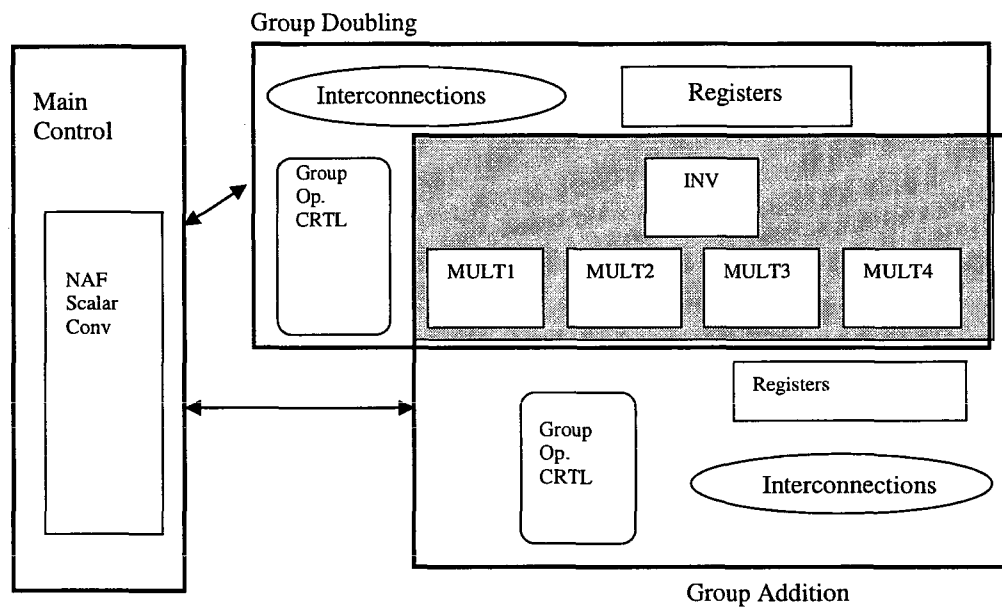 Group Doubling
Main
Control
NAF
Scalar
Conv
Interconnections
Registers
Group
Op.
CRTL
INV
MULT1
MULT2
MULT3
MULT4
Registers
Group
Op.
CRTL
Interconnections
Group Addition